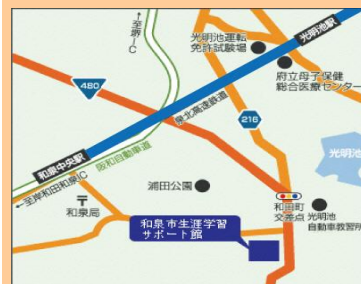 ←至堺IC
光明池運転
免許試験場
光明池駅
府立母子保健
総合医療センター
480
泉北高速鉄道
218
光明池
和泉中央駅
阪和自動車道
←至岸和田和泉IC
浦田公園
〒
和泉局
和田町
交差点
光明池
自動車教習所
和泉市生涯学習
サポート館